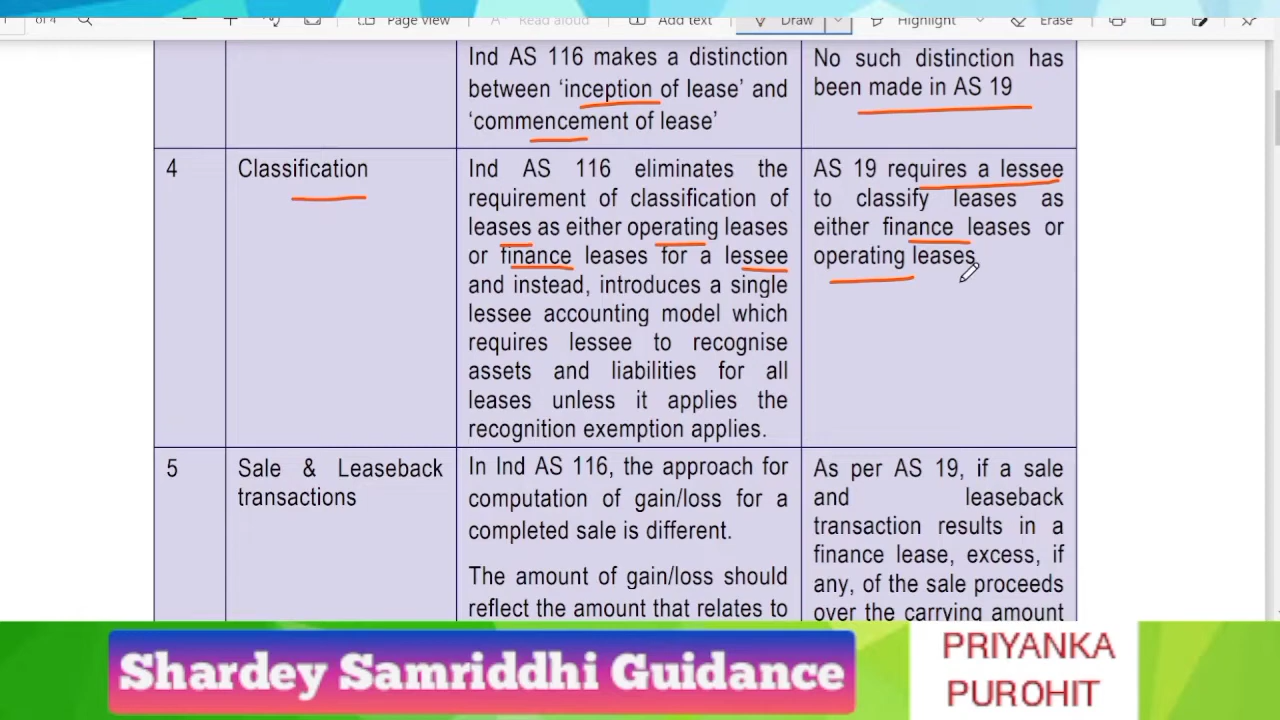 of 4
Page view
Read aloud
Add text
Draw
Highlight
Erase
Ind AS 116 makes a distinction
between ‘inception of lease’ and
‘commencement of lease’
No such distinction has
been made in AS 19
4
Classification
Ind AS 116 eliminates the
requirement of classification of
leases as either operating leases
or finance leases for a lessee
and instead, introduces a single
lessee accounting model which
requires lessee to recognise
assets and liabilities for all
leases unless it applies the
recognition exemption applies.
AS 19 requires a lessee
to classify leases as
either finance leases or
operating leases
5
Sale & Leaseback
transactions
In Ind AS 116, the approach for
computation of gain/loss for a
completed sale is different.
The amount of gain/loss should
reflect the amount that relates to
As per AS 19, if a sale
and leaseback
transaction results in a
finance lease, excess, if
any, of the sale proceeds
over the carrying amount
Shardey Samriddhi Guidance
PRIYANKA
PUROHIT